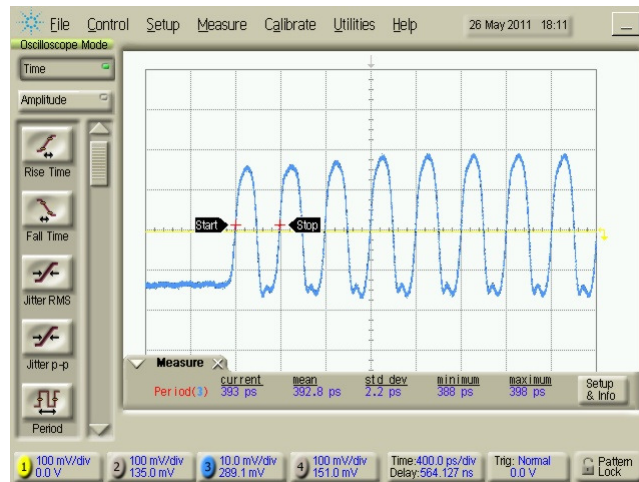 File Control Setup Measure Calibrate Utilities Help 26 May 2011 18:11
Oscilloscope Mode
Time
Amplitude
Rise Time
Fall Time
Jitter RMS
Jitter p-p
Period
Start Stop
Measure
current mean std dev minimum maximum
Period(3) 393 ps 392.8 ps 2.2 ps 388 ps 398 ps
Setup
& Info
1 100 mV/div 2 100 mV/div 3 10.0 mV/div 4 100 mV/div Time:400.0 ps/div Trig: Normal Pattern
0.0 V 135.0 mV 289.1 mV 151.0 mV Delay:564.127 ns 0.0 V Lock